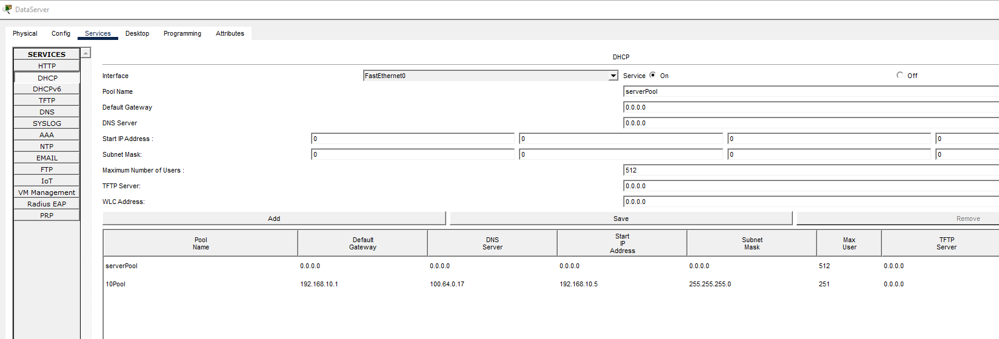 DataServer
Physical Config Services Desktop Programming Attributes
SERVICES
HTTP
DHCP
DHCPv6
TFTP
DNS
SYSLOG
AAA
NTP
EMAIL
FTP
IoT
VM Management
Radius EAP
PRP
DHCP
Interface FastEthernet0 Service On Off
Pool Name serverPool
Default Gateway 0.0.0.0
DNS Server 0.0.0.0
Start IP Address : 0 0 0 0
Subnet Mask: 0 0 0 0
Maximum Number of Users : 512
TFTP Server: 0.0.0.0
WLC Address: 0.0.0.0
Add Save Remove
Pool Name Default Gateway DNS Server Start IP Address Subnet Mask Max User TFTP Server
serverPool 0.0.0.0 0.0.0.0 0.0.0.0 0.0.0.0 512 0.0.0.0
10Pool 192.168.10.1 100.64.0.17 192.168.10.5 255.255.255.0 251 0.0.0.0